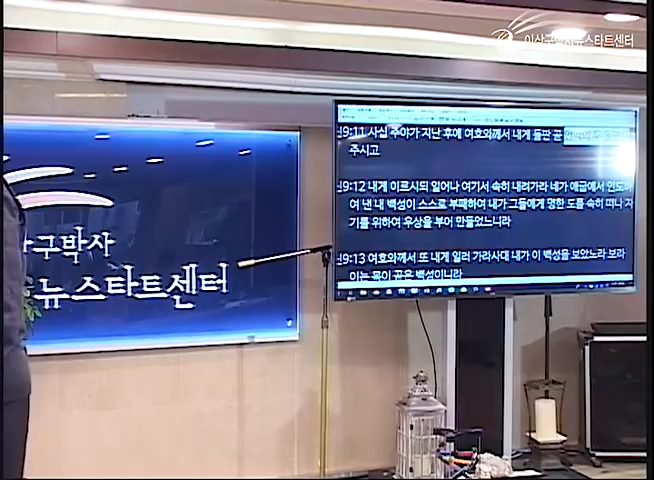 이상구박사뉴스타트센터
신9:11 사십 주야가 지난 후에 여호와께서 내게 돌판 곧
주시고
신9:12 내게 이르시되 일어나 여기서 속히 내려가라 네가 애굽에서 인도하
여 낸 네 백성이 스스로 부패하여 내가 그들에게 명한 도를 속히 떠나 자
기를 위하여 우상을 부어 만들었느니라
신9:13 여호와께서 또 내게 일러 가라사대 내가 이 백성을 보았노라 보라
이는 목이 곧은 백성이니라
구박사
뉴스타트센터